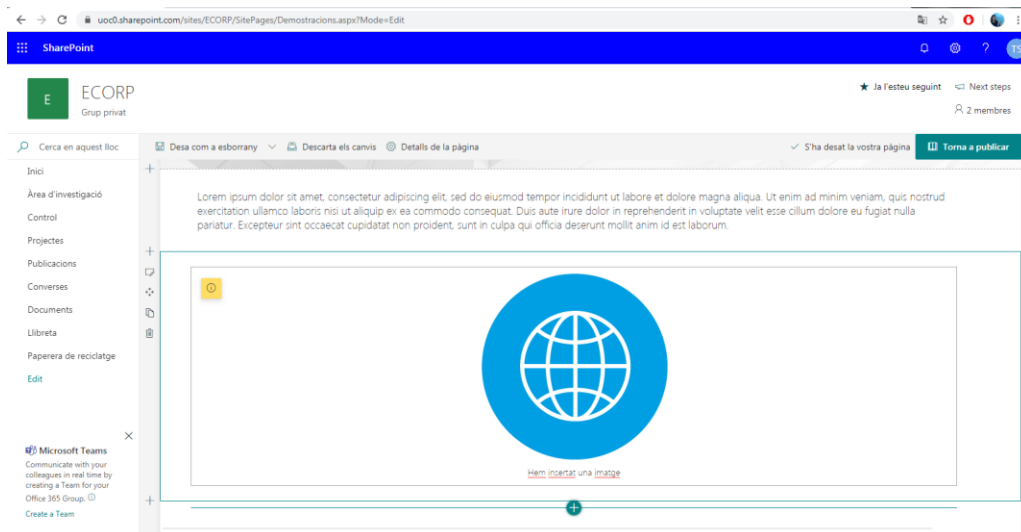 uoc0.sharepoint.com/sites/ECORP/SitePages/Demostracions.aspx?Mode=Edit
SharePoint
?
TS
E
ECORP
Grup privat
Ja l'esteu seguint
Next steps
2 membres
Cerca en aquest lloc
Desa com a esborrany
Descarta els canvis
Detalls de la pàgina
S'ha desat la vostra pàgina
Torna a publicar
Inici
Àrea d'investigació
Control
Projectes
Publicacions
Converses
Documents
Llibreta
Paperera de reciclatge
Edit
Microsoft Teams
Communicate with your
colleagues in real time by
creating a Team for your
Office 365 Group.
Create a Team
Lorem ipsum dolor sit amet, consectetur adipiscing elit, sed do eiusmod tempor incididunt ut labore et dolore magna aliqua. Ut enim ad minim veniam, quis nostrud
exercitation ullamco laboris nisi ut aliquip ex ea commodo consequat. Duis aute irure dolor in reprehenderit in voluptate velit esse cillum dolore eu fugiat nulla
pariatur. Excepteur sint occaecat cupidatat non proident, sunt in culpa qui officia deserunt mollit anim id est laborum.
Hem insertat una imatge